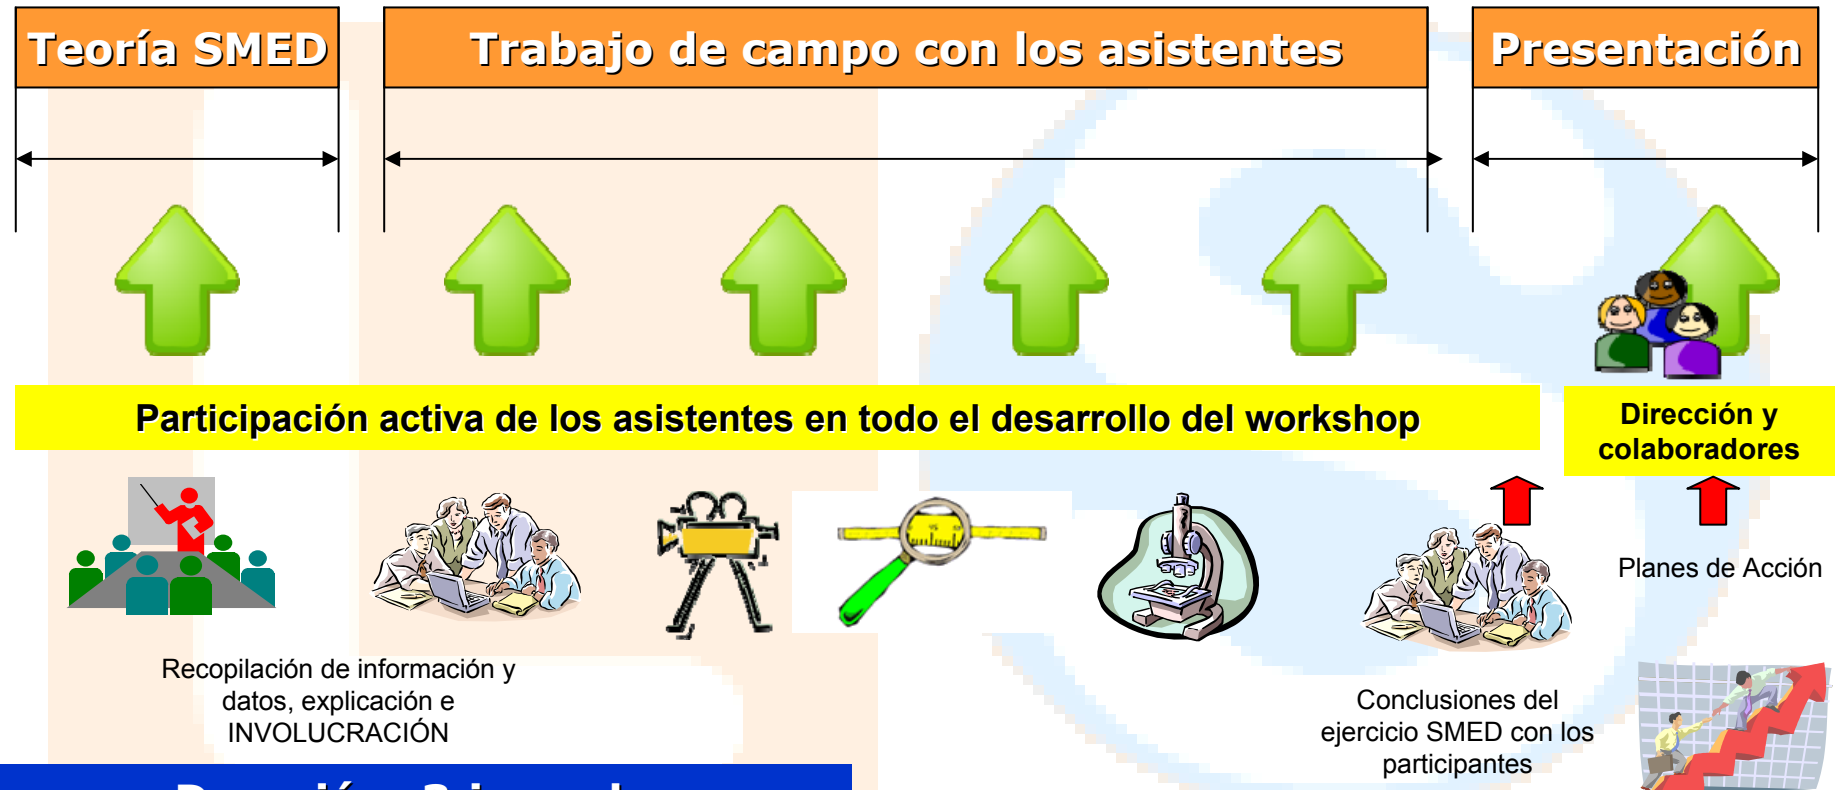 Teoría SMED
Trabajo de campo con los asistentes
Presentación
Participación activa de los asistentes en todo el desarrollo del workshop
Dirección y
colaboradores
Planes de Acción
Recopilación de información y
datos, explicación e
INVOLUCRACIÓN
Conclusiones del
ejercicio SMED con los
participantes